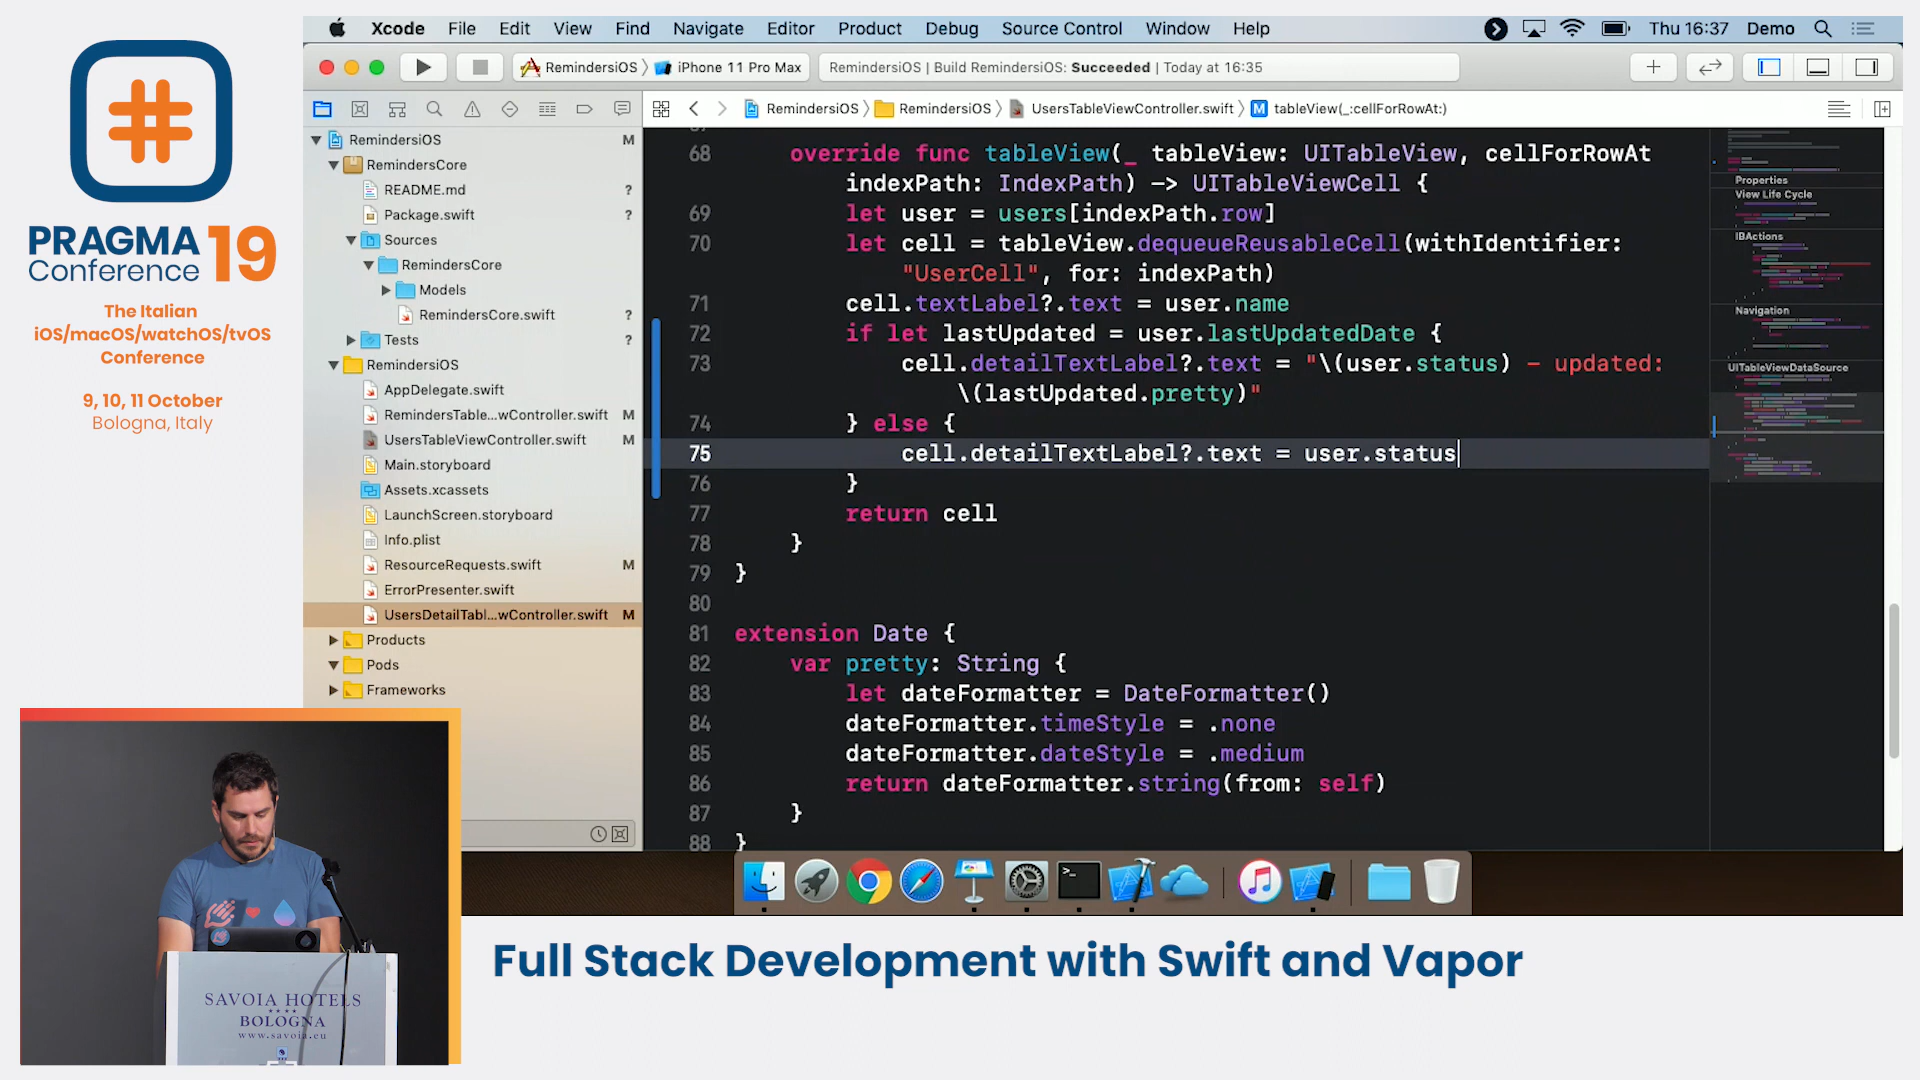 PRAGMA
Conference
19
The Italian
iOS/macOS/watchOS/tvOS
Conference
9, 10, 11 October
Bologna, Italy
Xcode File Edit View Find Navigate Editor Product Debug Source Control Window Help Thu 16:37 Demo
RemindersiOS iPhone 11 Pro Max RemindersiOS | Build RemindersiOS: Succeeded | Today at 16:35
RemindersiOS RemindersiOS UsersTableViewController.swift M tableView(_:cellForRowAt:)
RemindersiOS M
RemindersCore
README.md ?
Package.swift ?
Sources
RemindersCore
Models
RemindersCore.swift ?
Tests ?
RemindersiOS
AppDelegate.swift
RemindersTable...wController.swift M
UsersTableViewController.swift M
Main.storyboard
Assets.xcassets
LaunchScreen.storyboard
Info.plist
ResourceRequests.swift M
ErrorPresenter.swift
UsersDetailTabl...wController.swift M
Products
Pods
Frameworks
68 override func tableView(_ tableView: UITableView, cellForRowAt
indexPath: IndexPath) -> UITableViewCell {
69 let user = users[indexPath.row]
70 let cell = tableView.dequeueReusableCell(withIdentifier:
"UserCell", for: indexPath)
71 cell.textLabel?.text = user.name
72 if let lastUpdated = user.lastUpdatedDate {
73 cell.detailTextLabel?.text = "\(user.status) - updated:
\(lastUpdated.pretty)"
74 } else {
75 cell.detailTextLabel?.text = user.status
76 }
77 return cell
78 }
79 }
80
81 extension Date {
82 var pretty: String {
83 let dateFormatter = DateFormatter()
84 dateFormatter.timeStyle = .none
85 dateFormatter.dateStyle = .medium
86 return dateFormatter.string(from: self)
87 }
88 }
Properties
View Life Cycle
IBActions
Navigation
UITableViewDataSource
SAVOIA HOTELS
BOLOGNA
www.savoia.eu
Full Stack Development with Swift and Vapor